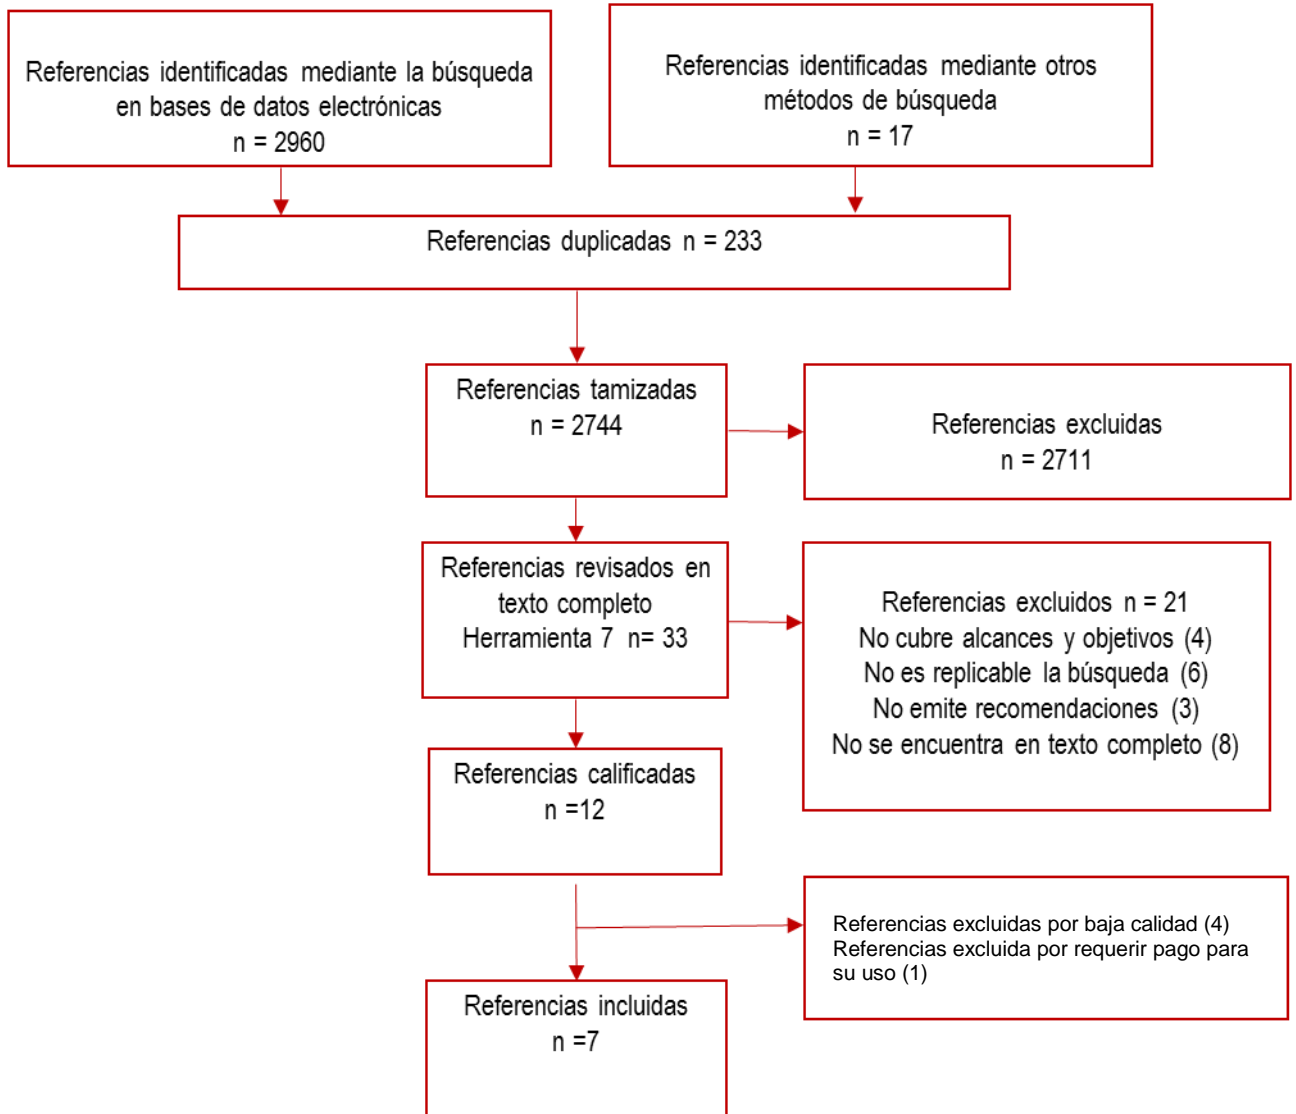 Referencias identificadas mediante la búsqueda
en bases de datos electrónicas
n = 2960
Referencias identificadas mediante otros
métodos de búsqueda
n = 17
Referencias duplicadas n = 233
Referencias tamizadas
n = 2744
Referencias excluidas
n = 2711
Referencias revisados en
texto completo
Herramienta 7 n= 33
Referencias excluidos n = 21
No cubre alcances y objetivos (4)
No es replicable la búsqueda (6)
No emite recomendaciones (3)
No se encuentra en texto completo (8)
Referencias calificadas
n =12
Referencias excluidas por baja calidad (4)
Referencias excluida por requerir pago para
su uso (1)
Referencias incluidas
n =7